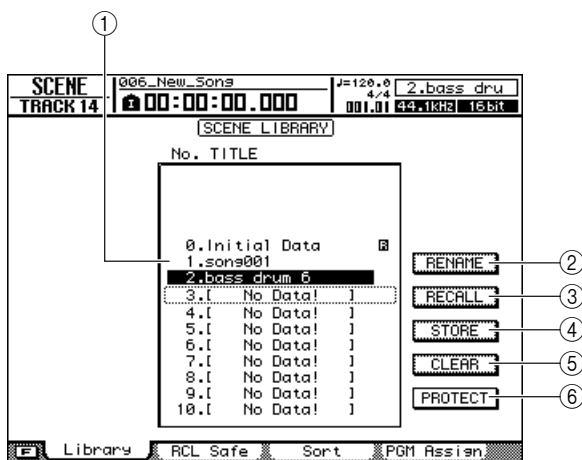 1
SCENE
TRACK 14
006_New_Song
00:00:00.000
♩=120.0
4/4
001.01
2.bass dru
44.1kHz 16bit
SCENE LIBRARY
No. TITLE
0.Initial Data R
1.song001
2.bass drum 6
3.[ No Data! ]
4.[ No Data! ]
5.[ No Data! ]
6.[ No Data! ]
7.[ No Data! ]
8.[ No Data! ]
9.[ No Data! ]
10.[ No Data! ]
RENAME 2
RECALL 3
STORE 4
CLEAR 5
PROTECT 6
F Library RCL Safe Sort PGM Assign